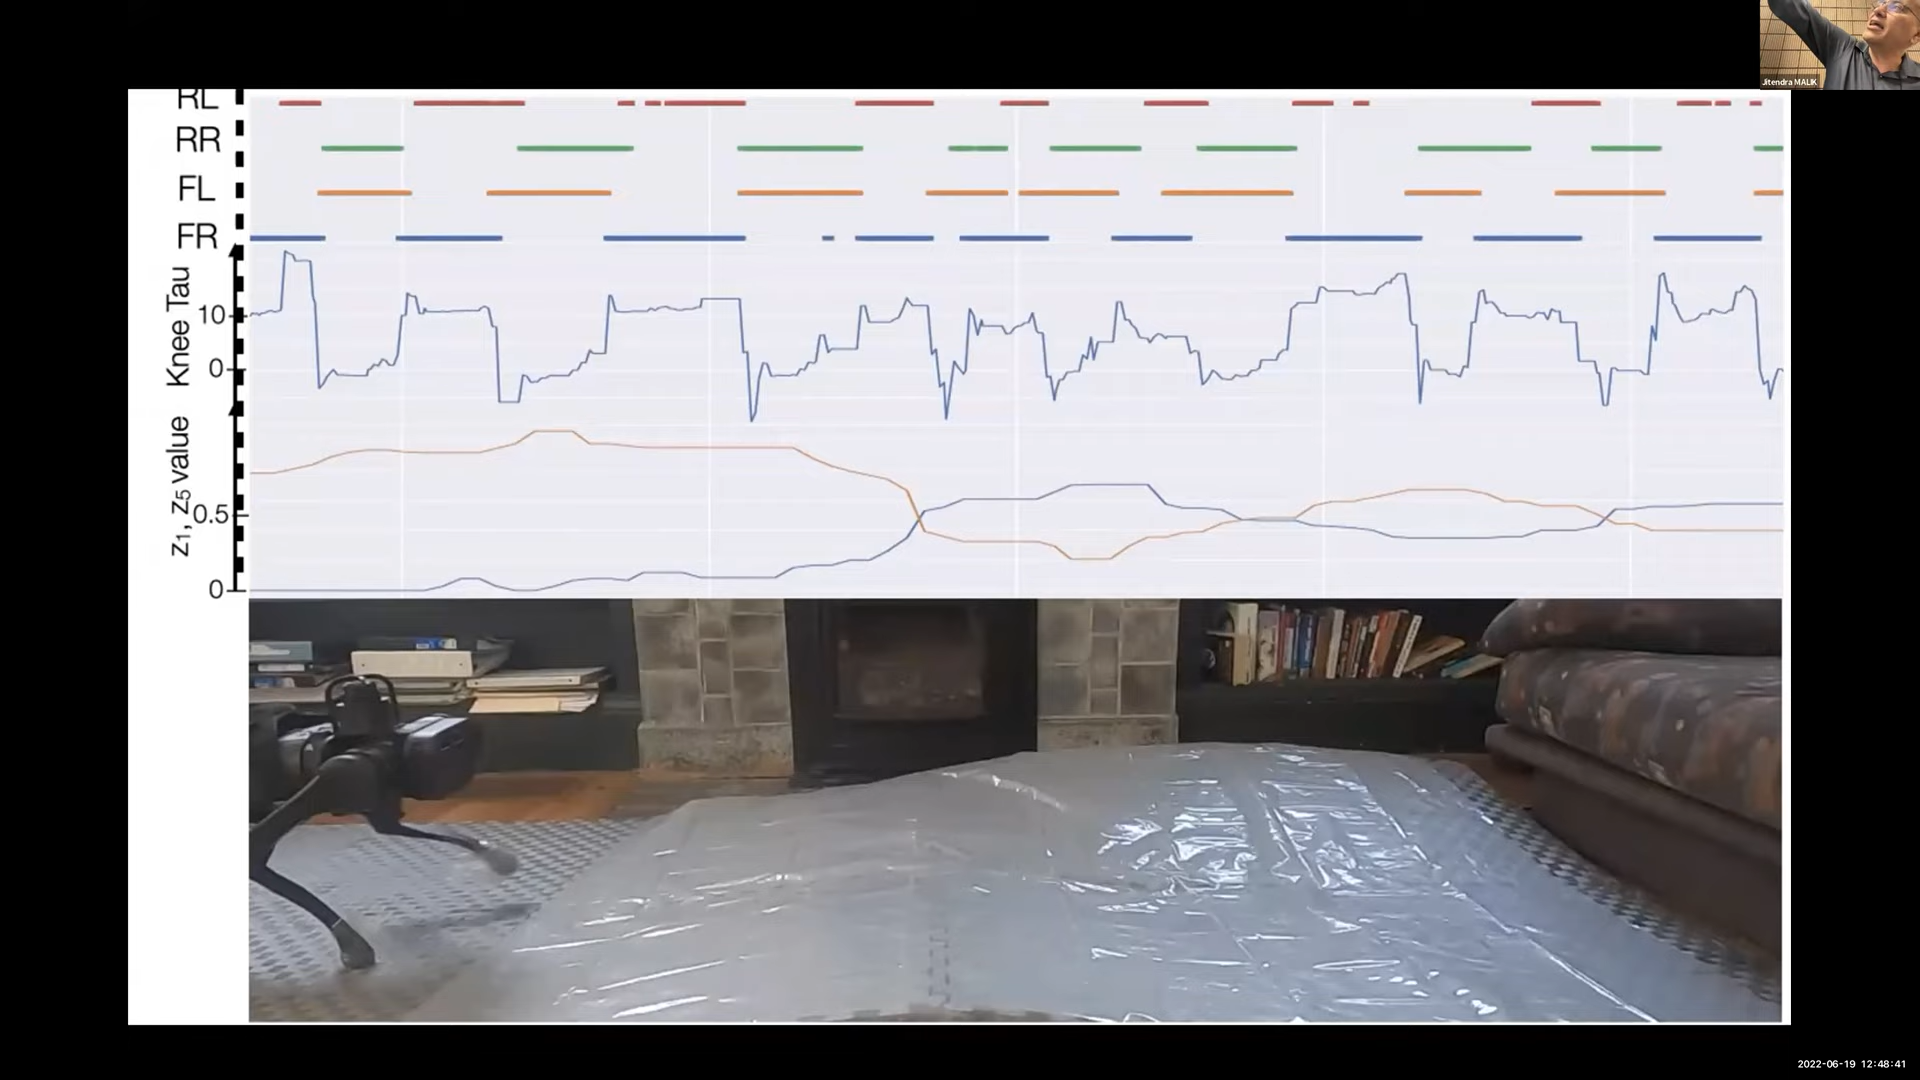 Jitendra MALIK
RL
RR
FL
FR
Knee Tau
10
0
z1, z5 value
0.5
0
2022-06-19 12:48:41